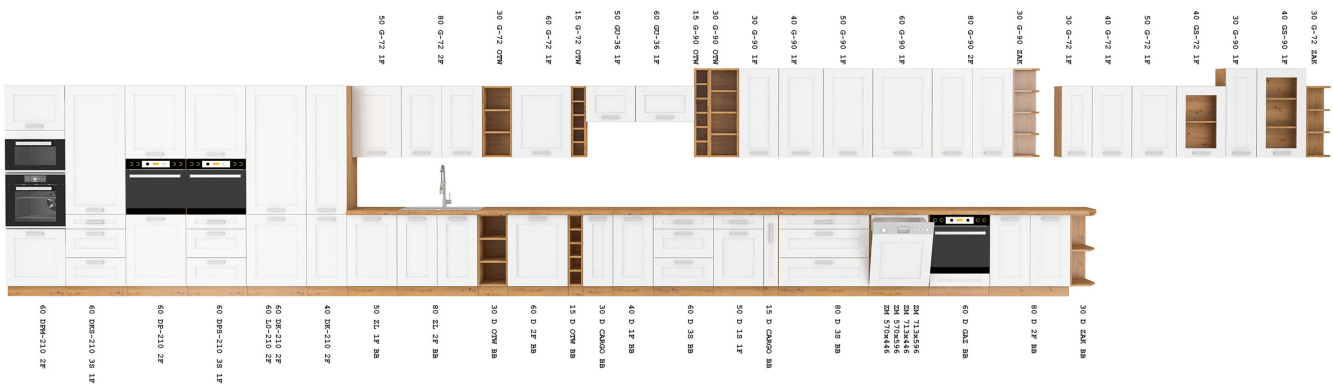 50 G-72 1F
80 G-72 2F
30 G-72 OTW
60 G-72 1F
15 G-72 OTW
50 GU-36 1F
60 GU-36 1F
15 G-90 OTW
30 G-90 OTW
30 G-90 1F
40 G-90 1F
50 G-90 1F
60 G-90 1F
80 G-90 2F
30 G-90 ZAK
30 G-72 1F
40 G-72 1F
50 G-72 1F
40 GS-72 1F
30 G-90 1F
40 GS-90 1F
30 G-72 ZAK
60 DPM-210 2F
60 DKS-210 3S 1F
60 DP-210 2F
60 DPS-210 3S 1F
60 DK-210 2F
60 LO-210 2F
40 DK-210 2F
50 ZL 1F BB
80 ZL 2F BB
30 D OTW BB
60 D 2F BB
15 D OTW BB
30 D CARGO BB
40 D 1F BB
60 D 3S BB
50 D 1S 1F
15 D CARGO BB
80 D 3S BB
ZM 713x596
ZM 713x446
ZM 570x596
ZM 570x446
60 D GAZ BB
80 D 2F BB
30 D ZAK BB